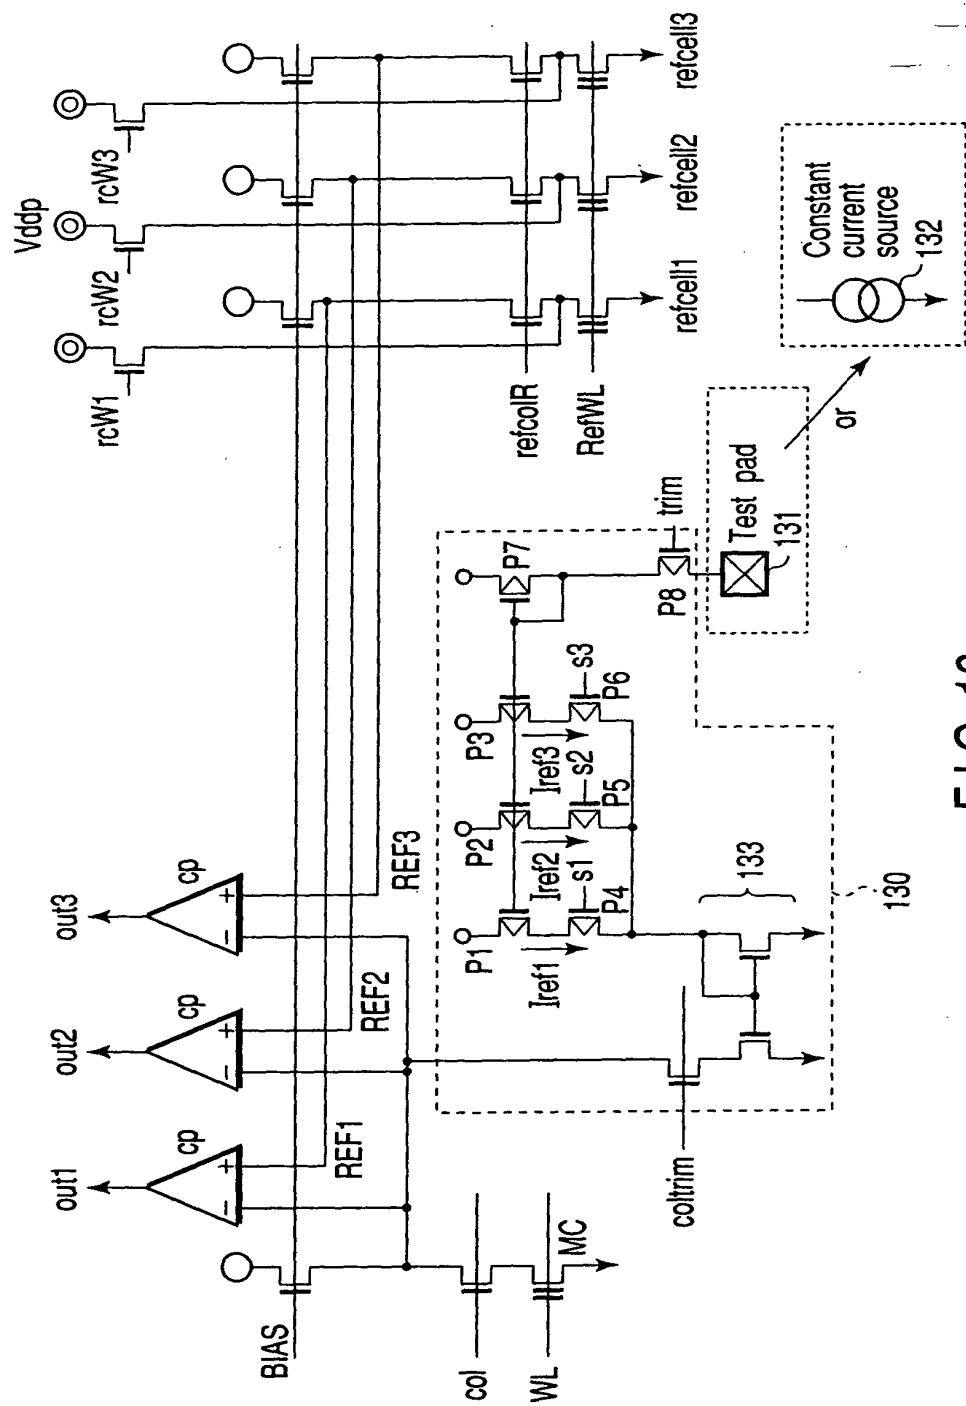 out1
out2
out3
cp
cp
cp
−
+
−
+
−
+
BIAS
REF1
REF2
REF3
col
WL
MC
coltrim
130
133
P1
P2
P3
P7
Iref1
Iref2
Iref3
s1
s2
s3
P4
P5
P6
P8
trim
Test pad
131
or
Constant
current
source
132
Vddp
rcW1
rcW2
rcW3
refcolR
RefWL
refcell1
refcell2
refcell3